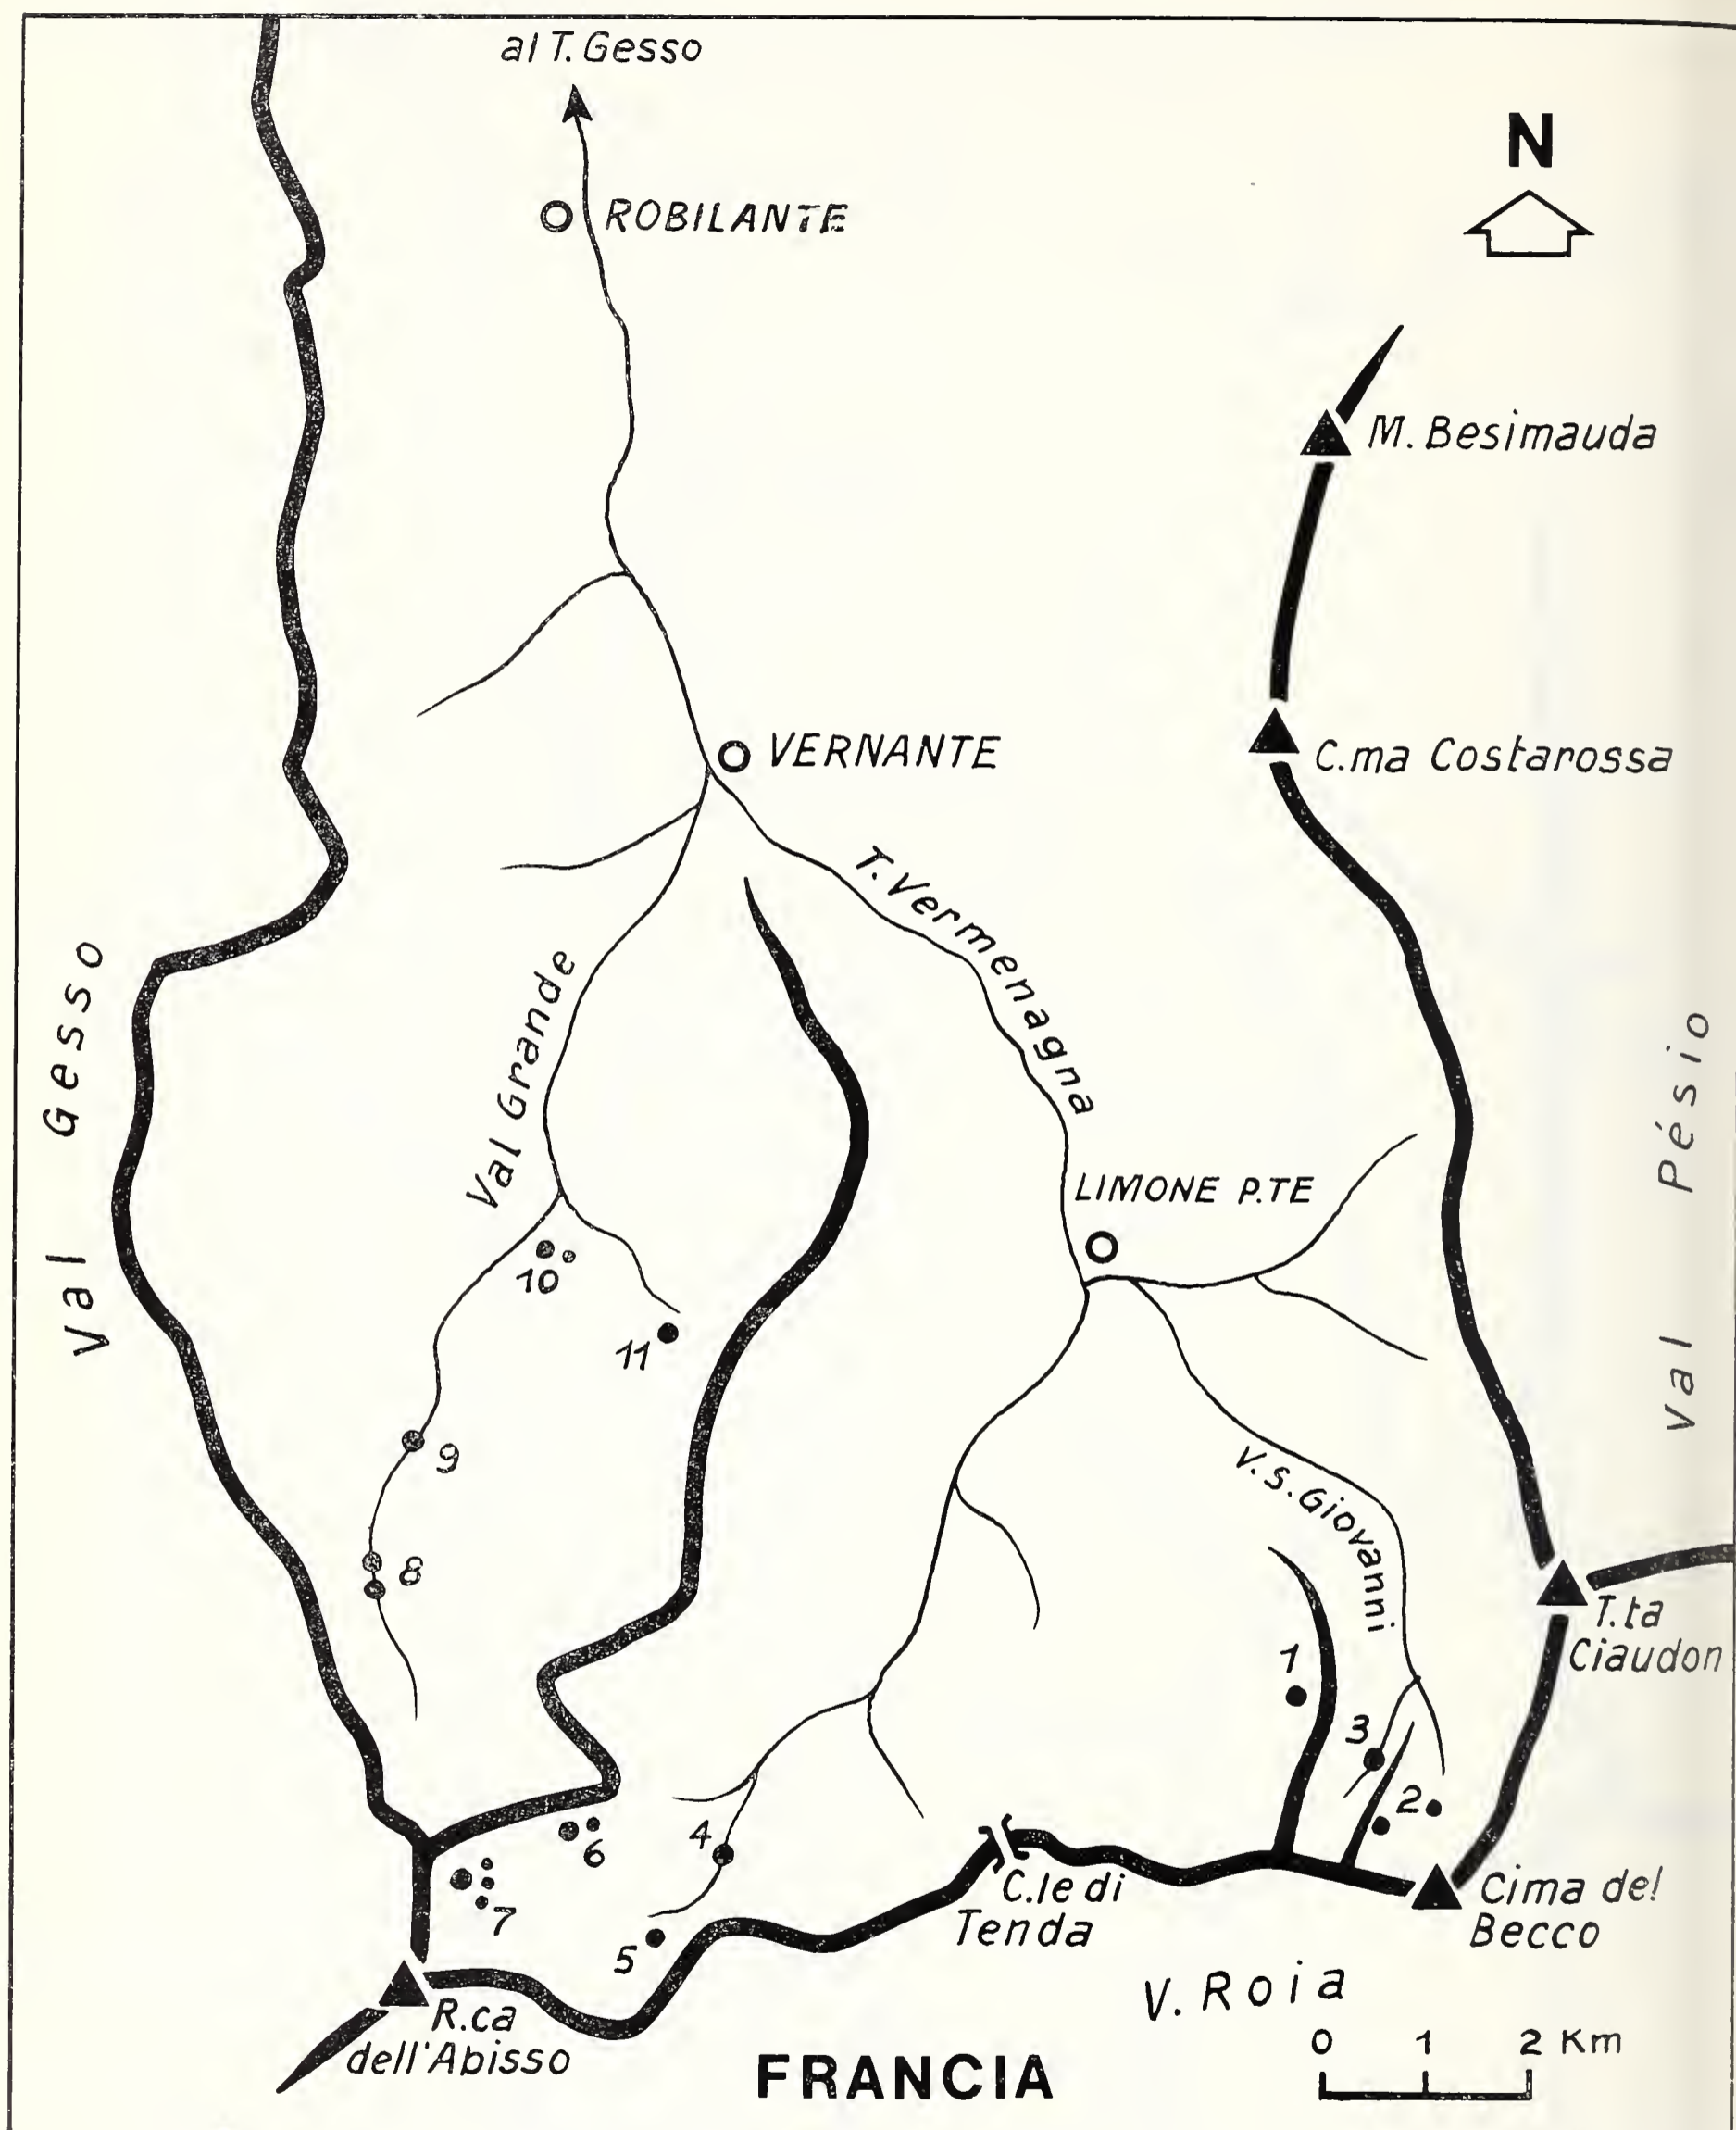 al T. Gesso
N
ROBILANTE
M. Besimauda
VERNANTE
C.ma Costarossa
T. Vermenagna
Val Gesso
Val Grande
Val Pésio
LIMONE P.TE
10
11
9
V. S. Giovanni
8
T.ta
Ciaudon
1
3
2
4
6
C.le di
Tenda
Cima del
Becco
7
5
V. Roia
R.ca
dell'Abisso
0 1 2 Km
FRANCIA